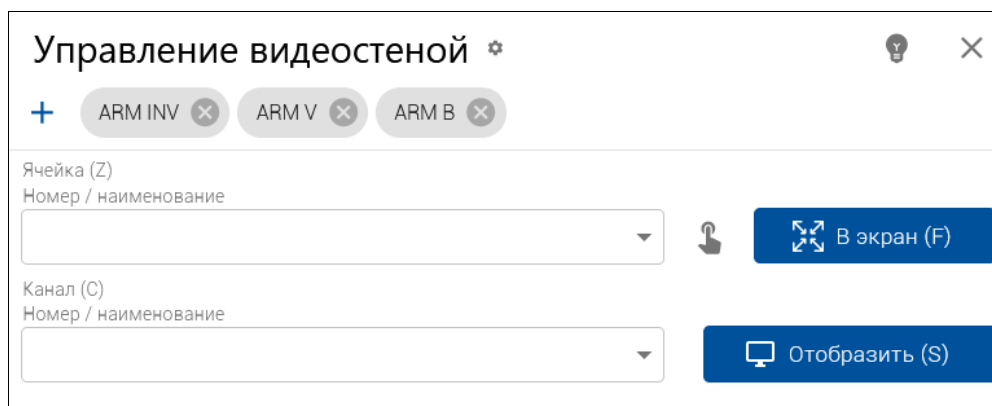 Управление видеостеной
ARM INV ARM V ARM B
Ячейка (Z)
Номер / наименование
В экран (F)
Канал (C)
Номер / наименование
Отобразить (S)